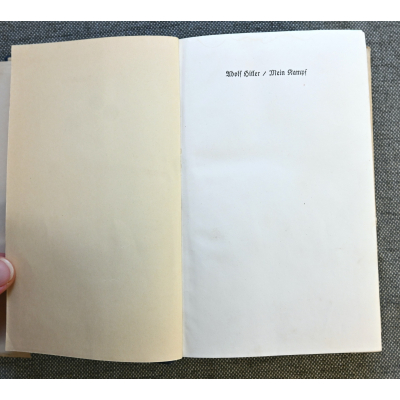 Adolf Hitler / Mein Kampf